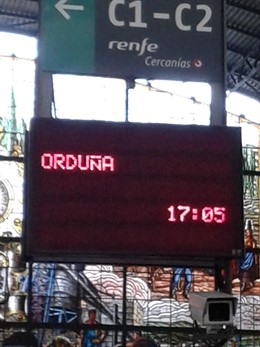 ← C1-C2
renfe
Cercanías
ORDUÑA
17:05